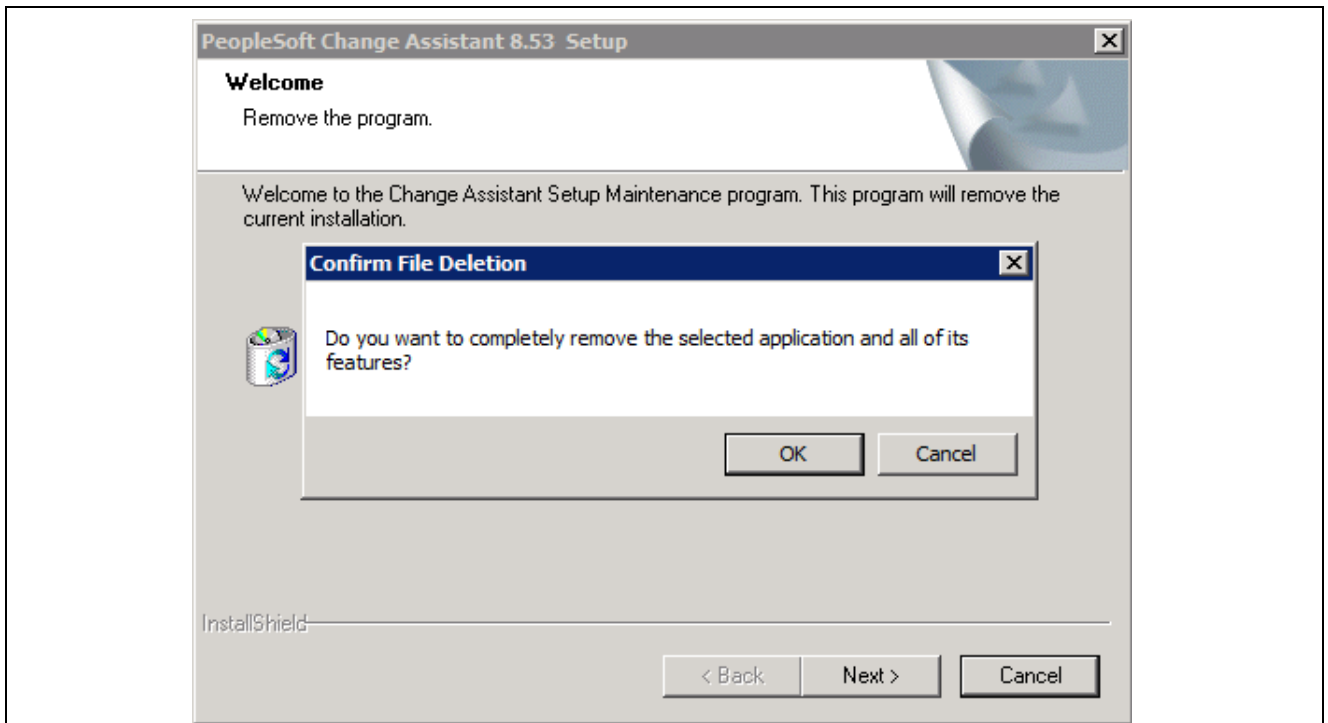 PeopleSoft Change Assistant 8.53 Setup
Welcome
Remove the program.
Welcome to the Change Assistant Setup Maintenance program. This program will remove the
current installation.
Confirm File Deletion
Do you want to completely remove the selected application and all of its
features?
OK
Cancel
InstallShield
< Back
Next >
Cancel